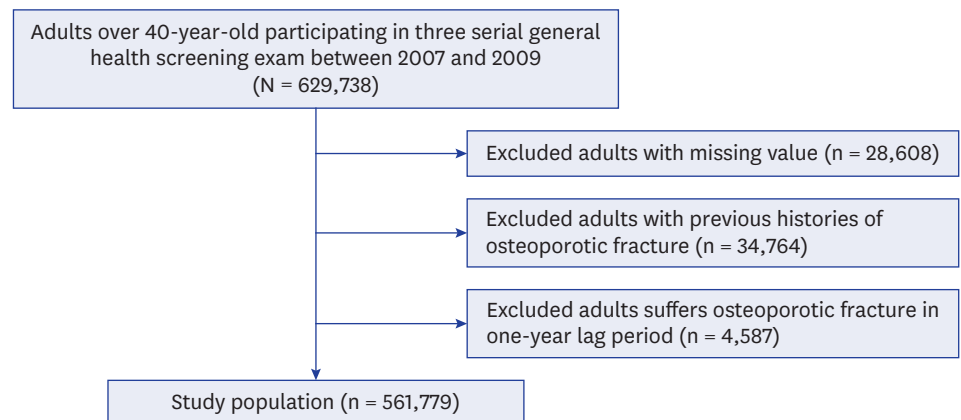 Adults over 40-year-old participating in three serial general
health screening exam between 2007 and 2009
(N = 629,738)
Excluded adults with missing value (n = 28,608)
Excluded adults with previous histories of
osteoporotic fracture (n = 34,764)
Excluded adults suffers osteoporotic fracture in
one-year lag period (n = 4,587)
Study population (n = 561,779)